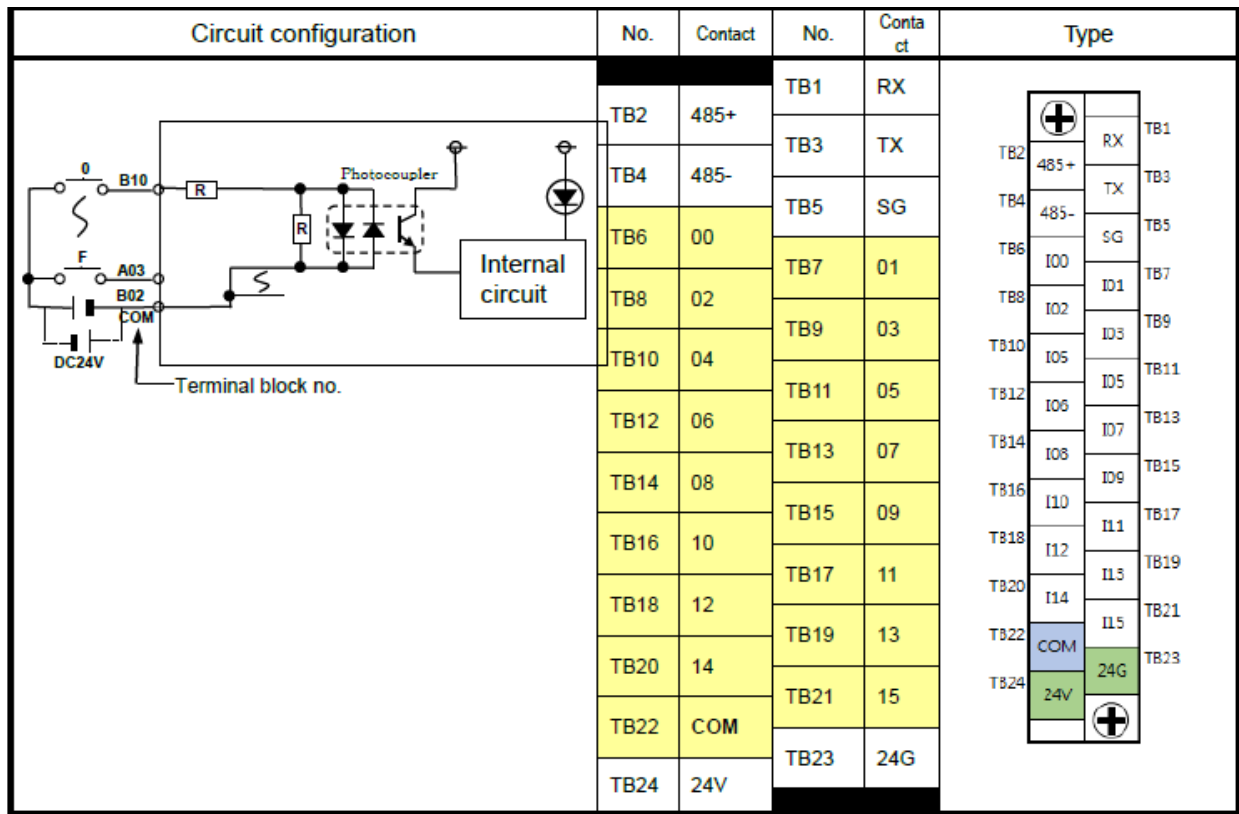 Circuit configuration
No.
Contact
No.
Conta
ct
Type
0
B10
R
R
Photocoupler
F
A03
B02
COM
DC24V
Terminal block no.
Internal
circuit
TB1 RX
TB2 485+
TB3 TX
TB4 485-
TB5 SG
TB6 00
TB7 01
TB8 02
TB9 03
TB10 04
TB11 05
TB12 06
TB13 07
TB14 08
TB15 09
TB16 10
TB17 11
TB18 12
TB19 13
TB20 14
TB21 15
TB22 COM
TB23 24G
TB24 24V
RX TB1
TB2 485+
TX TB3
TB4 485-
SG TB5
TB6 I00
I01 TB7
TB8 I02
I03 TB9
TB10 I05
I05 TB11
TB12 I06
I07 TB13
TB14 I08
I09 TB15
TB16 I10
I11 TB17
TB18 I12
I13 TB19
TB20 I14
I15 TB21
TB22 COM
24G TB23
TB24 24V